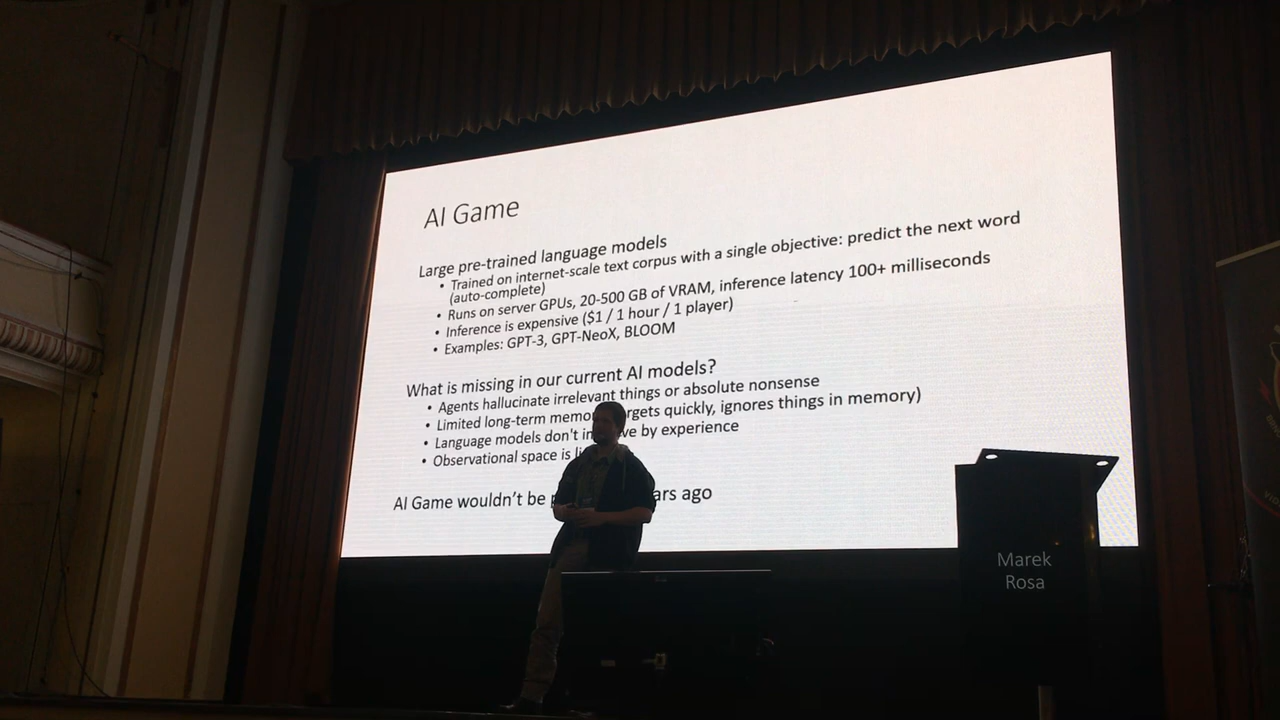 AI Game
Large pre-trained language models
• Trained on internet-scale text corpus with a single objective: predict the next word
(auto-complete)
• Runs on server GPUs, 20-500 GB of VRAM, inference latency 100+ milliseconds
• Inference is expensive ($1 / 1 hour / 1 player)
• Examples: GPT-3, GPT-NeoX, BLOOM
What is missing in our current AI models?
• Agents hallucinate irrelevant things or absolute nonsense
• Limited long-term memo rgets quickly, ignores things in memory)
• Language models don't in ve by experience
• Observational space is li
AI Game wouldn't be ars ago
Marek
Rosa